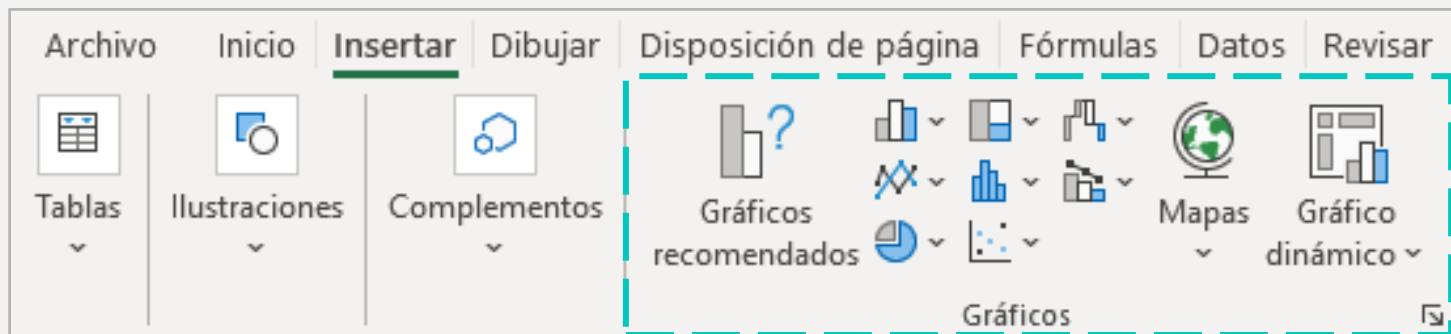 Archivo Inicio Insertar Dibujar Disposición de página Fórmulas Datos Revisar
Tablas
Ilustraciones
Complementos
Gráficos
recomendados
Mapas
Gráfico
dinámico
Gráficos